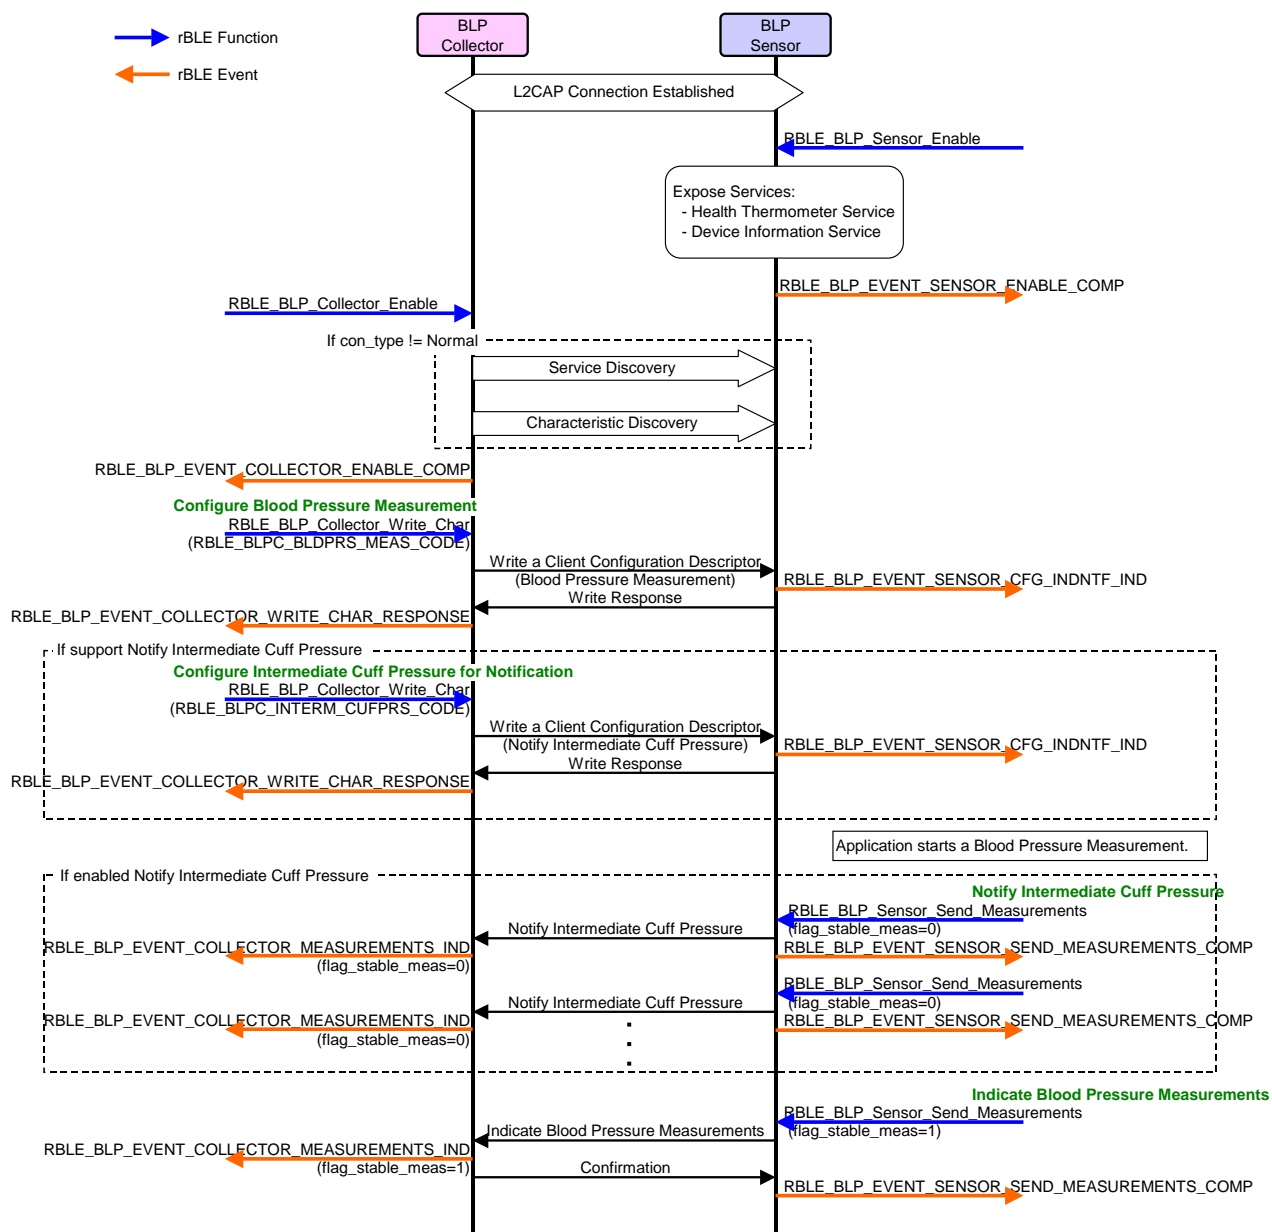 BLP
Collector
BLP
Sensor
rBLE Function
rBLE Event
L2CAP Connection Established
RBLE_BLP_Sensor_Enable
Expose Services:
- Health Thermometer Service
- Device Information Service
RBLE_BLP_EVENT_SENSOR_ENABLE_COMP
RBLE_BLP_Collector_Enable
If con_type != Normal
Service Discovery
Characteristic Discovery
RBLE_BLP_EVENT_COLLECTOR_ENABLE_COMP
Configure Blood Pressure Measurement
RBLE_BLP_Collector_Write_Char
(RBLE_BLPC_BLDPRS_MEAS_CODE)
Write a Client Configuration Descriptor
(Blood Pressure Measurement)
RBLE_BLP_EVENT_SENSOR_CFG_INDNTF_IND
Write Response
RBLE_BLP_EVENT_COLLECTOR_WRITE_CHAR_RESPONSE
If support Notify Intermediate Cuff Pressure
Configure Intermediate Cuff Pressure for Notification
RBLE_BLP_Collector_Write_Char
(RBLE_BLPC_INTERM_CUFPRS_CODE)
Write a Client Configuration Descriptor
(Notify Intermediate Cuff Pressure)
RBLE_BLP_EVENT_SENSOR_CFG_INDNTF_IND
Write Response
RBLE_BLP_EVENT_COLLECTOR_WRITE_CHAR_RESPONSE
Application starts a Blood Pressure Measurement.
If enabled Notify Intermediate Cuff Pressure
Notify Intermediate Cuff Pressure
RBLE_BLP_Sensor_Send_Measurements
(flag_stable_meas=0)
Notify Intermediate Cuff Pressure
RBLE_BLP_EVENT_COLLECTOR_MEASUREMENTS_IND
(flag_stable_meas=0)
RBLE_BLP_EVENT_SENSOR_SEND_MEASUREMENTS_COMP
RBLE_BLP_Sensor_Send_Measurements
(flag_stable_meas=0)
Notify Intermediate Cuff Pressure
RBLE_BLP_EVENT_COLLECTOR_MEASUREMENTS_IND
(flag_stable_meas=0)
RBLE_BLP_EVENT_SENSOR_SEND_MEASUREMENTS_COMP
Indicate Blood Pressure Measurements
RBLE_BLP_Sensor_Send_Measurements
(flag_stable_meas=1)
Indicate Blood Pressure Measurements
RBLE_BLP_EVENT_COLLECTOR_MEASUREMENTS_IND
(flag_stable_meas=1)
Confirmation
RBLE_BLP_EVENT_SENSOR_SEND_MEASUREMENTS_COMP